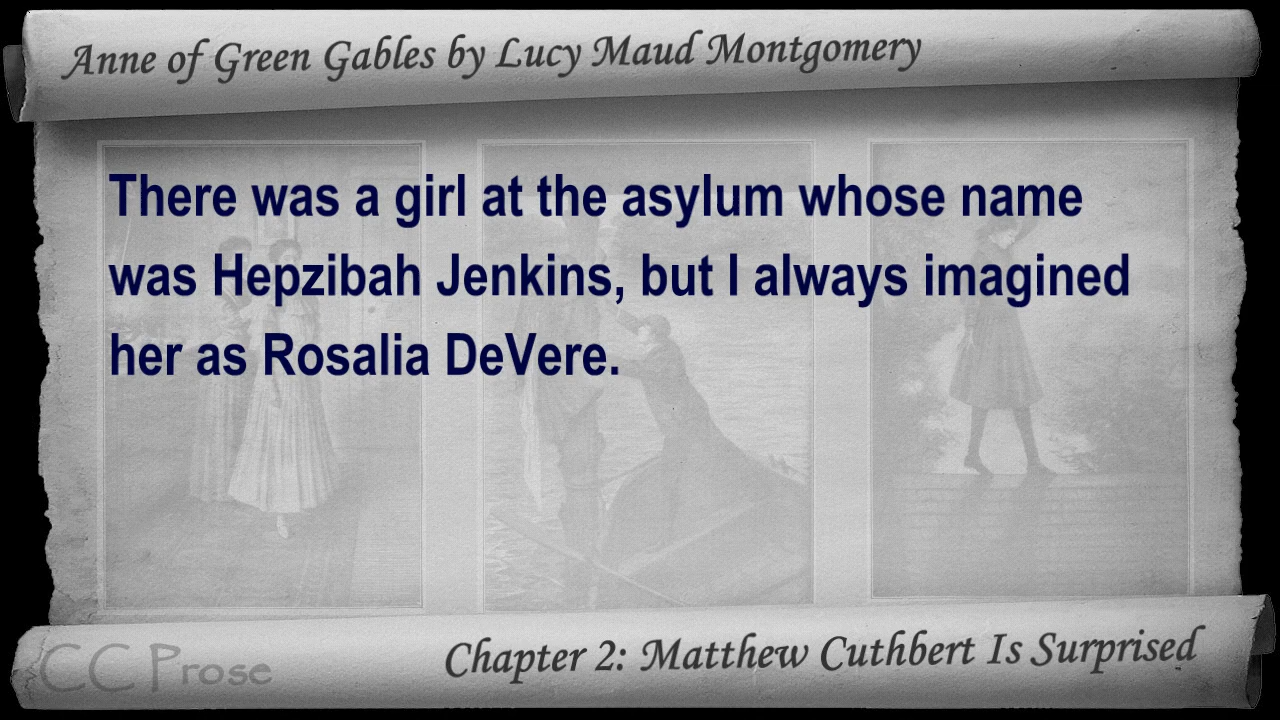 Anne of Green Gables by Lucy Maud Montgomery
There was a girl at the asylum whose name
was Hepzibah Jenkins, but I always imagined
her as Rosalia DeVere.
CC Prose
Chapter 2: Matthew Cuthbert Is Surprised